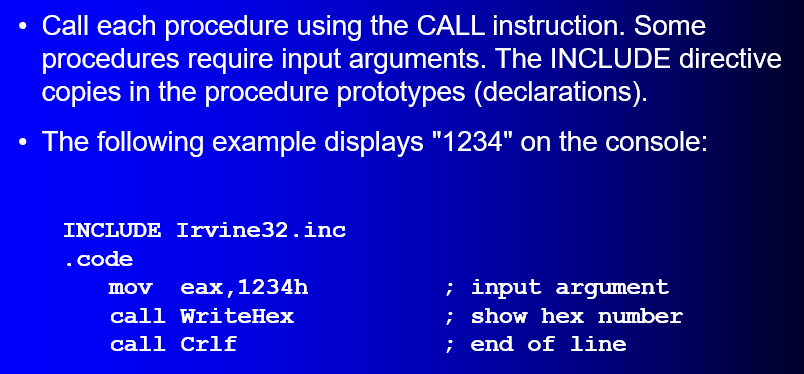 • Call each procedure using the CALL instruction. Some
procedures require input arguments. The INCLUDE directive
copies in the procedure prototypes (declarations).
• The following example displays "1234" on the console:
INCLUDE Irvine32.inc
.code
mov eax,1234h ; input argument
call WriteHex ; show hex number
call Crlf ; end of line